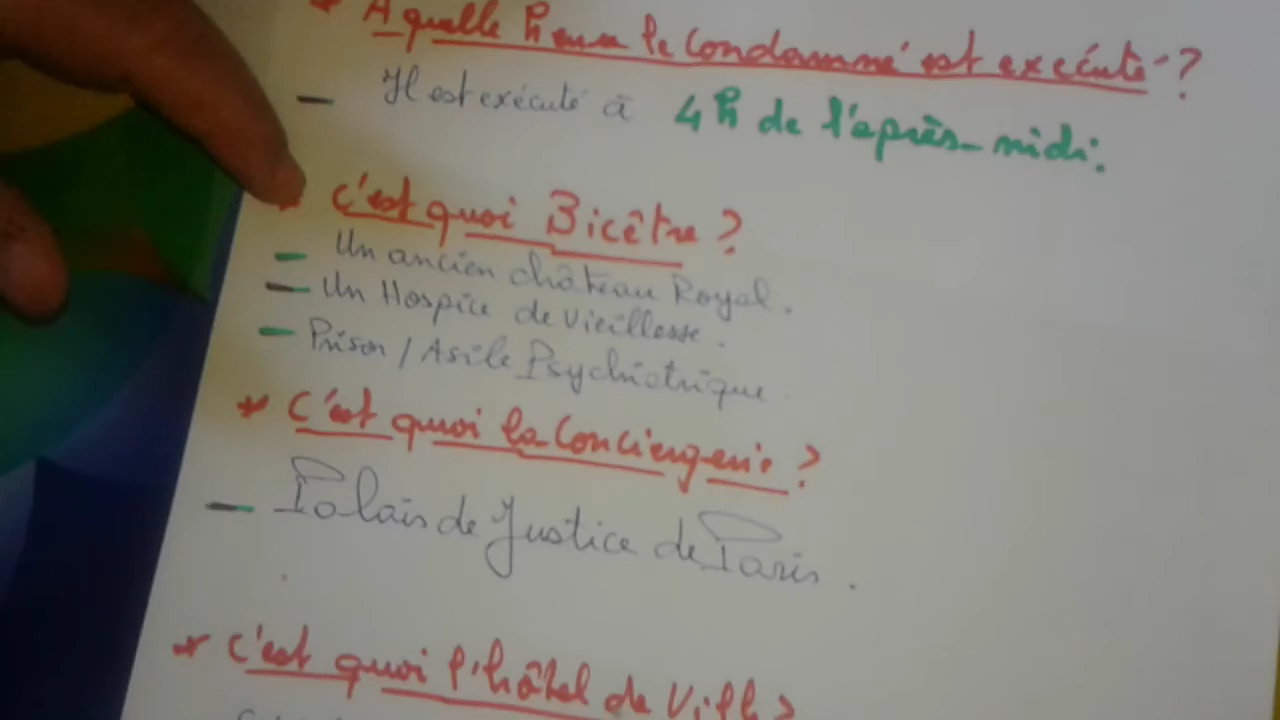 * A quelle heure le Condamné est exécuté ?
- Il est exécuté à 4h de l'après-midi.
* C'est quoi Bicêtre ?
- Un ancien château Royal.
- Un Hospice de Vieillesse.
- Prison / Asile Psychiatrique.
* C'est quoi la Conciergerie ?
- Palais de Justice de Paris.
* C'est quoi l'hôtel de Ville ?